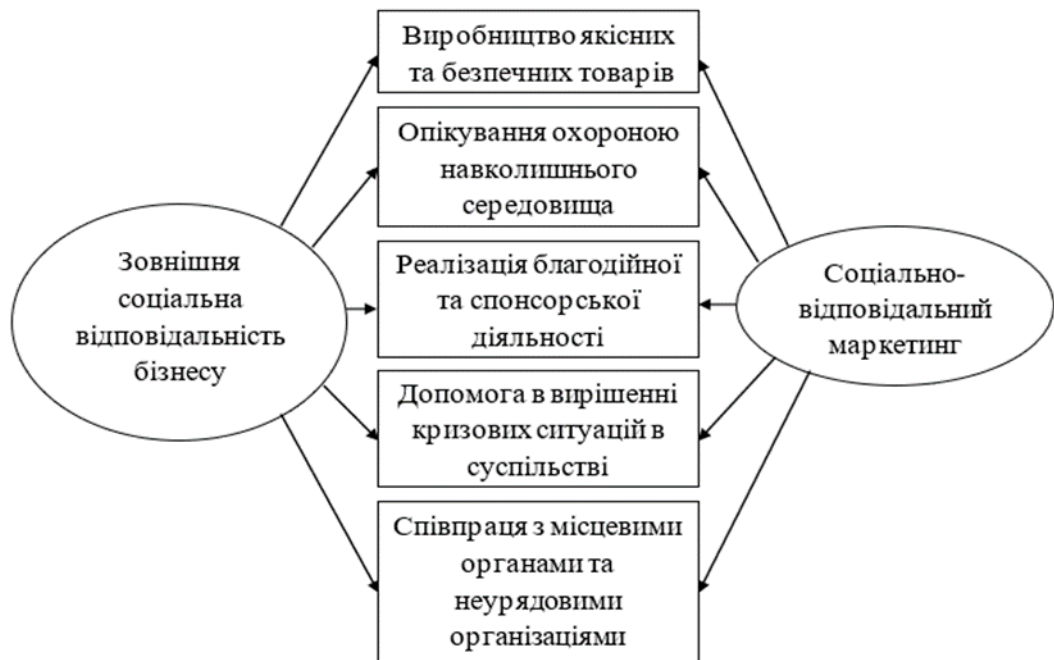 Виробництво якісних
та безпечних товарів
Опікування охороною
навколишнього
середовища
Зовнішня
соціальна
відповідальність
бізнесу
Реалізація благодійної
та спонсорської
діяльності
Соціально-
відповідальний
маркетинг
Допомога в вирішенні
кризових ситуацій в
суспільстві
Співпраця з місцевими
органами та
неурядовими
організаціями